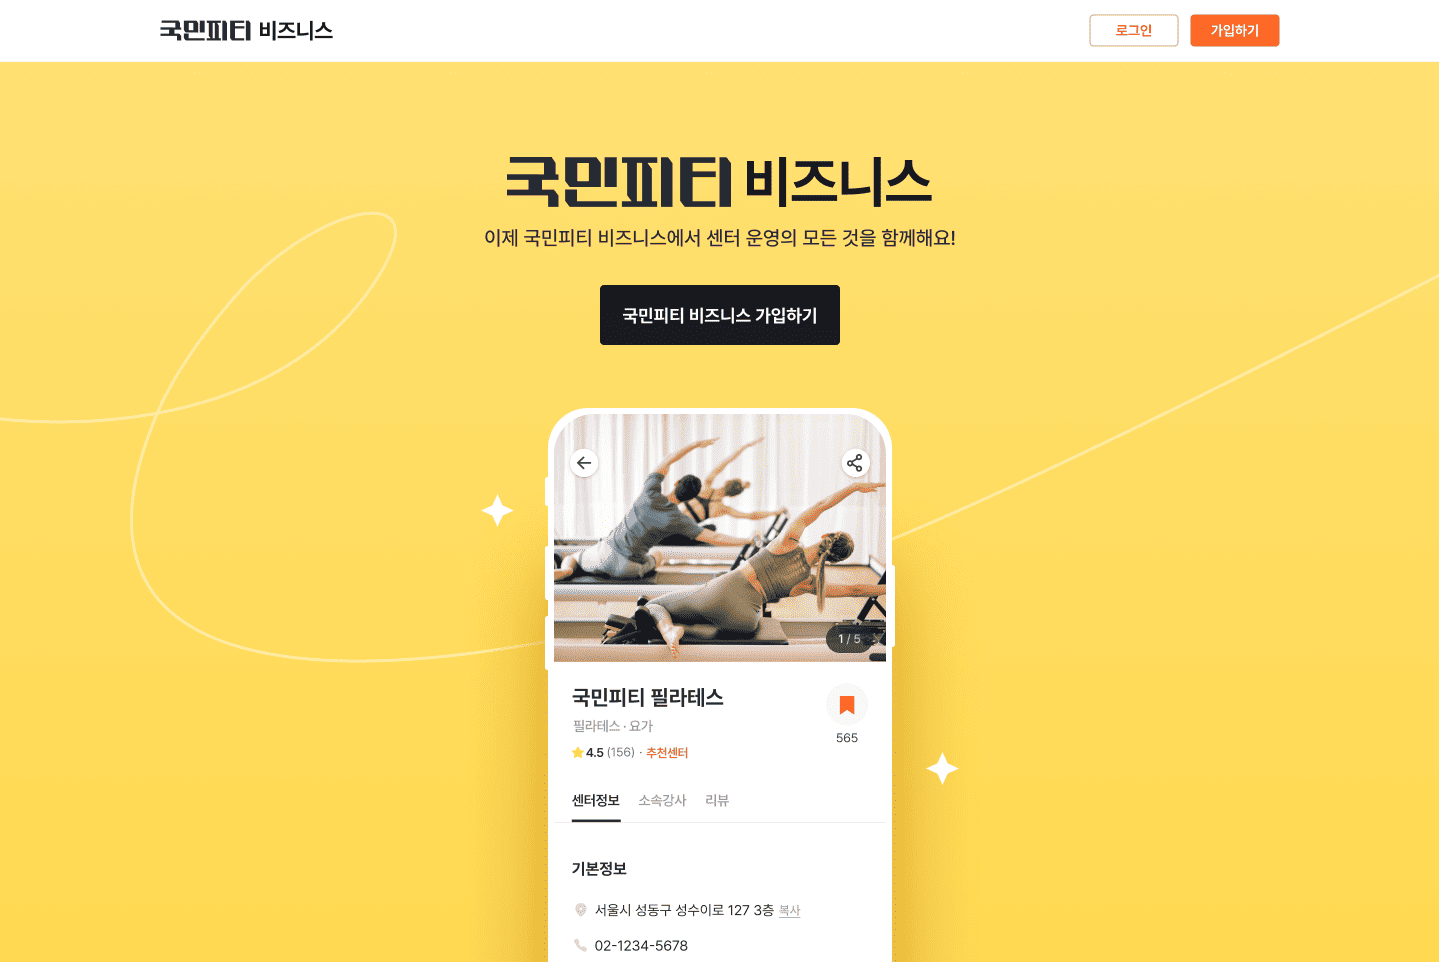 국민피티 비즈니스
로그인
가입하기
국민피티 비즈니스
이제 국민피티 비즈니스에서 센터 운영의 모든 것을 함께해요!
국민피티 비즈니스 가입하기
1 / 5
국민피티 필라테스
필라테스 · 요가
565
4.5 (156) · 추천센터
센터정보 소속강사 리뷰
기본정보
서울시 성동구 성수이로 127 3층 복사
02-1234-5678